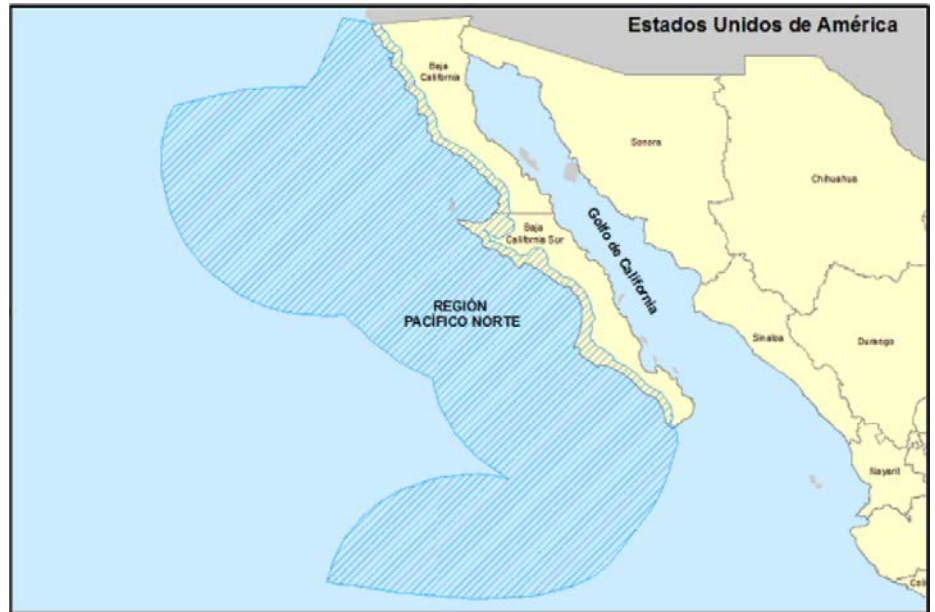 Estados Unidos de América
Baja
California
Sonora
Chihuahua
Golfo de California
Baja
California Sur
REGIÓN
PACÍFICO NORTE
Sinaloa
Durango
Nayarit